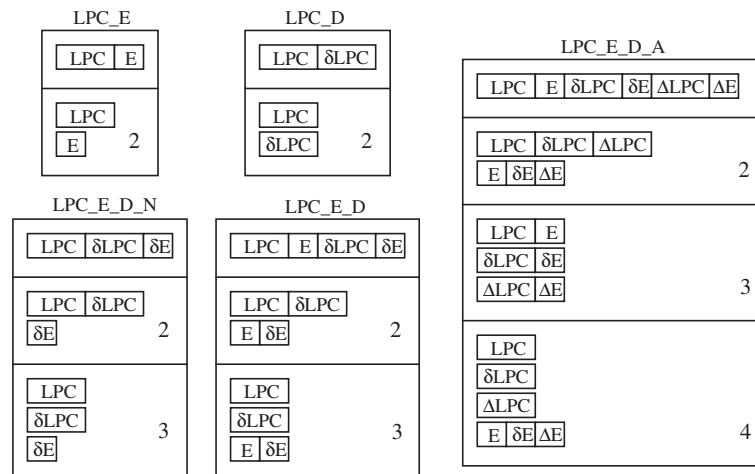 LPC_E
LPC E
LPC
E 2
LPC_D
LPC δLPC
LPC
δLPC 2
LPC_E_D_A
LPC E δLPC δE ΔLPC ΔE
LPC δLPC ΔLPC
E δE ΔE 2
LPC E
δLPC δE
ΔLPC ΔE 3
LPC
δLPC
ΔLPC
E δE ΔE 4
LPC_E_D_N
LPC δLPC δE
LPC δLPC
δE 2
LPC
δLPC
δE 3
LPC_E_D
LPC E δLPC δE
LPC δLPC
E δE 2
LPC
δLPC
E δE 3